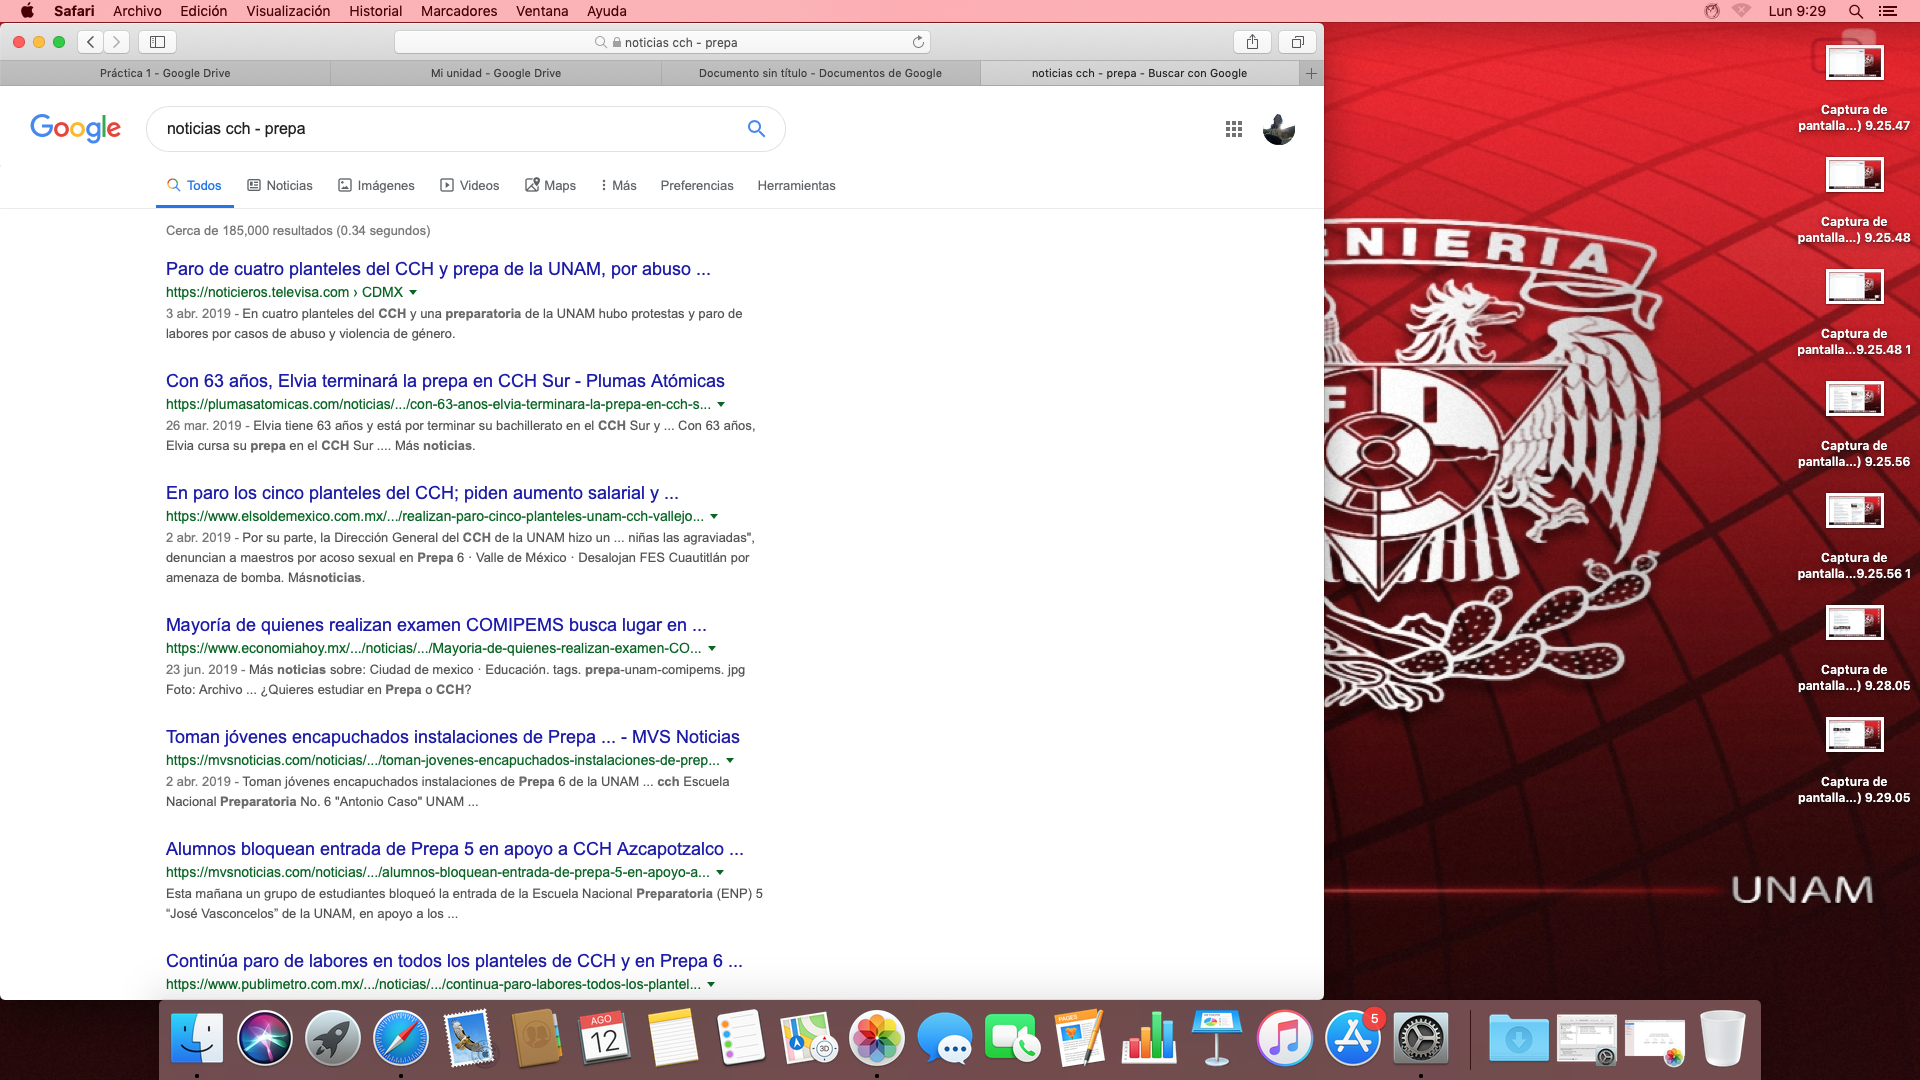 Safari Archivo Edición Visualización Historial Marcadores Ventana Ayuda Lun 9:29
noticias cch - prepa
Práctica 1 - Google Drive Mi unidad - Google Drive Documento sin título - Documentos de Google noticias cch - prepa - Buscar con Google
Google noticias cch - prepa
Todos Noticias Imágenes Videos Maps Más Preferencias Herramientas
Cerca de 185,000 resultados (0.34 segundos)
Paro de cuatro planteles del CCH y prepa de la UNAM, por abuso ...
https://noticieros.televisa.com › CDMX
3 abr. 2019 - En cuatro planteles del CCH y una preparatoria de la UNAM hubo protestas y paro de
labores por casos de abuso y violencia de género.
Con 63 años, Elvia terminará la prepa en CCH Sur - Plumas Atómicas
https://plumasatomicas.com/noticias/.../con-63-anos-elvia-terminara-la-prepa-en-cch-s...
26 mar. 2019 - Elvia tiene 63 años y está por terminar su bachillerato en el CCH Sur y ... Con 63 años,
Elvia cursa su prepa en el CCH Sur .... Más noticias.
En paro los cinco planteles del CCH; piden aumento salarial y ...
https://www.elsoldemexico.com.mx/.../realizan-paro-cinco-planteles-unam-cch-vallejo...
2 abr. 2019 - Por su parte, la Dirección General del CCH de la UNAM hizo un ... niñas las agraviadas",
denuncian a maestros por acoso sexual en Prepa 6 · Valle de México · Desalojan FES Cuautitlán por
amenaza de bomba. Másnoticias.
Mayoría de quienes realizan examen COMIPEMS busca lugar en ...
https://www.economiahoy.mx/.../noticias/.../Mayoria-de-quienes-realizan-examen-CO...
23 jun. 2019 - Más noticias sobre: Ciudad de mexico · Educación. tags. prepa-unam-comipems. jpg
Foto: Archivo ... ¿Quieres estudiar en Prepa o CCH?
Toman jóvenes encapuchados instalaciones de Prepa ... - MVS Noticias
https://mvsnoticias.com/noticias/.../toman-jovenes-encapuchados-instalaciones-de-prep...
2 abr. 2019 - Toman jóvenes encapuchados instalaciones de Prepa 6 de la UNAM ... cch Escuela
Nacional Preparatoria No. 6 "Antonio Caso" UNAM ...
Alumnos bloquean entrada de Prepa 5 en apoyo a CCH Azcapotzalco ...
https://mvsnoticias.com/noticias/.../alumnos-bloquean-entrada-de-prepa-5-en-apoyo-a...
Esta mañana un grupo de estudiantes bloqueó la entrada de la Escuela Nacional Preparatoria (ENP) 5
“José Vasconcelos” de la UNAM, en apoyo a los ...
Continúa paro de labores en todos los planteles de CCH y en Prepa 6 ...
https://www.publimetro.com.mx/.../noticias/.../continua-paro-labores-todos-los-plantel...
NIERIA
F I
UNAM
Captura de
pantalla...) 9.25.47
Captura de
pantalla...) 9.25.48
Captura de
pantalla...9.25.48 1
Captura de
pantalla...) 9.25.56
Captura de
pantalla...9.25.56 1
Captura de
pantalla...) 9.28.05
Captura de
pantalla...) 9.29.05
AGO
12
3D
PAGES
5